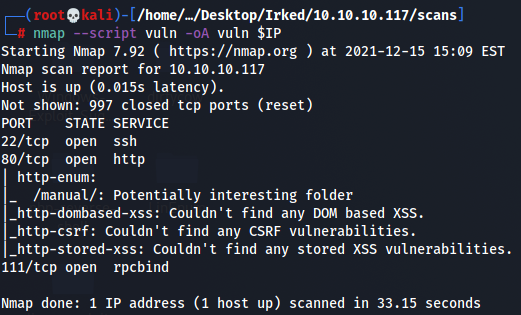 ┌──(root💀kali)-[/home/…/Desktop/Irked/10.10.10.117/scans]
└─# nmap --script vuln -oA vuln $IP
Starting Nmap 7.92 ( https://nmap.org ) at 2021-12-15 15:09 EST
Nmap scan report for 10.10.10.117
Host is up (0.015s latency).
Not shown: 997 closed tcp ports (reset)
PORT    STATE SERVICE
22/tcp  open  ssh
80/tcp  open  http
| http-enum:
|_  /manual/: Potentially interesting folder
|_http-dombased-xss: Couldn't find any DOM based XSS.
|_http-csrf: Couldn't find any CSRF vulnerabilities.
|_http-stored-xss: Couldn't find any stored XSS vulnerabilities.
111/tcp open  rpcbind
Nmap done: 1 IP address (1 host up) scanned in 33.15 seconds